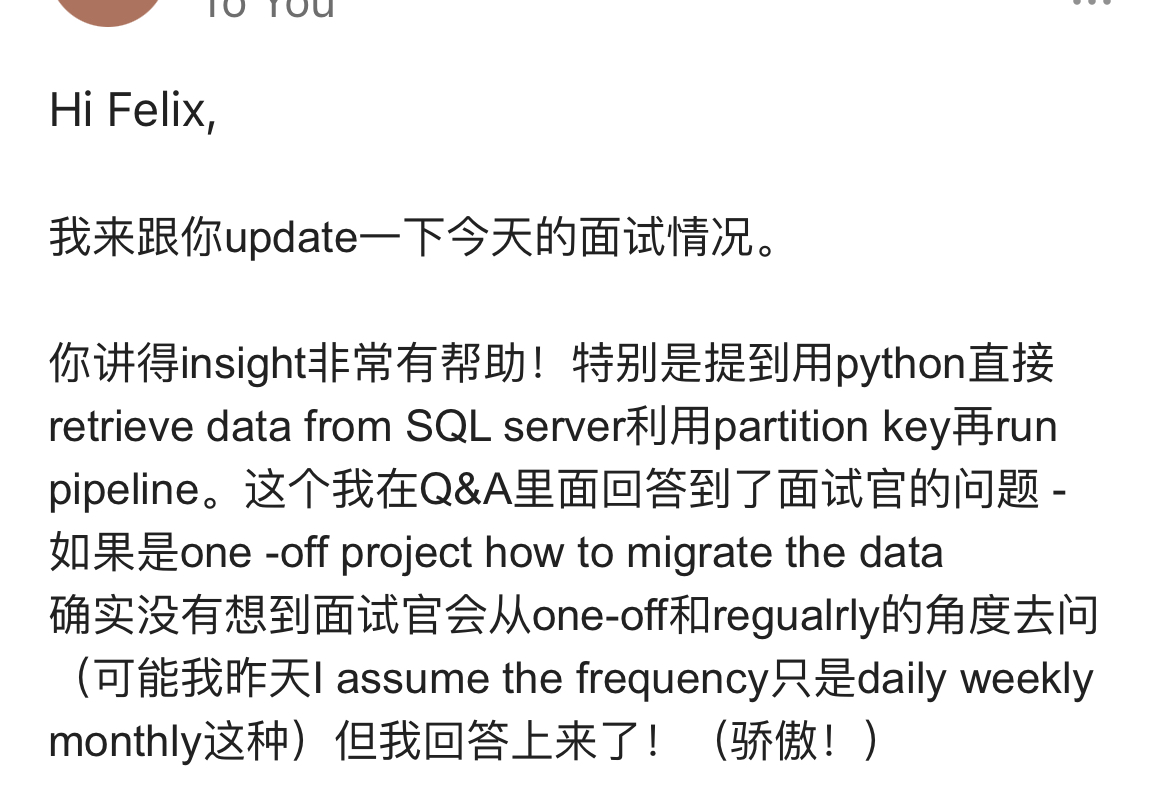 To You
Hi Felix,
我来跟你update一下今天的面试情况。
你讲得insight非常有帮助！特别是提到用python直接
retrieve data from SQL server利用partition key再run
pipeline。这个我在Q&A里面回答到了面试官的问题 -
如果是one -off project how to migrate the data
确实没有想到面试官会从one-off和regualrly的角度去问
（可能我昨天I assume the frequency只是daily weekly
monthly这种）但我回答上来了！（骄傲！）